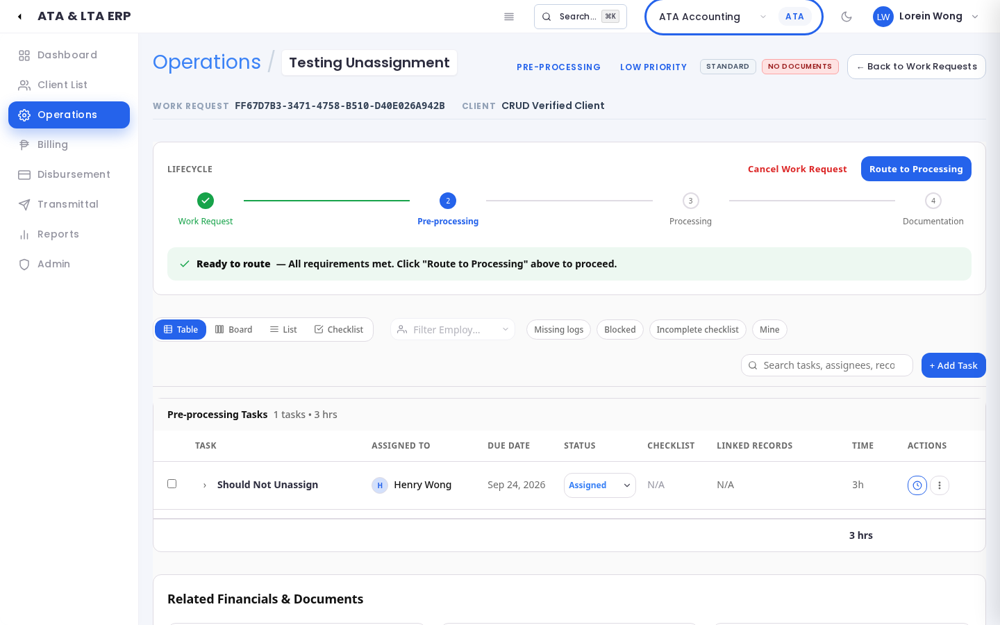 ATA & LTA ERP
Search... ⌘K
ATA Accounting ATA
LW Lorein Wong
Dashboard
Client List
Operations
Billing
Disbursement
Transmittal
Reports
Admin
Operations / Testing Unassignment
PRE-PROCESSING LOW PRIORITY STANDARD NO DOCUMENTS ← Back to Work Requests
WORK REQUEST FF67D7B3-3471-4758-B510-D40E026A942B CLIENT CRUD Verified Client
LIFECYCLE Cancel Work Request Route to Processing
2 3 4
Work Request Pre-processing Processing Documentation
Ready to route — All requirements met. Click "Route to Processing" above to proceed.
Table Board List Checklist Filter Employ... Missing logs Blocked Incomplete checklist Mine
Search tasks, assignees, reco + Add Task
Pre-processing Tasks 1 tasks • 3 hrs
TASK ASSIGNED TO DUE DATE STATUS CHECKLIST LINKED RECORDS TIME ACTIONS
› Should Not Unassign H Henry Wong Sep 24, 2026 Assigned N/A N/A 3h
3 hrs
Related Financials & Documents